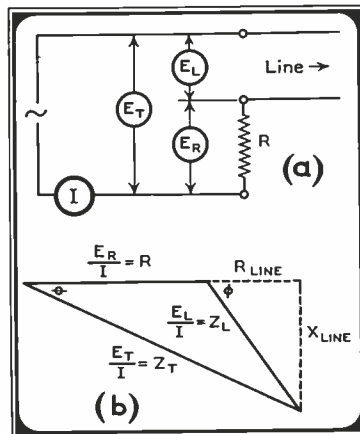 E_L
E_T
E_R
Line →
R
(a)
~
I
E_R/I = R
R_LINE
θ
ϕ
E_L/I = Z_L
X_LINE
E_T/I = Z_T
(b)